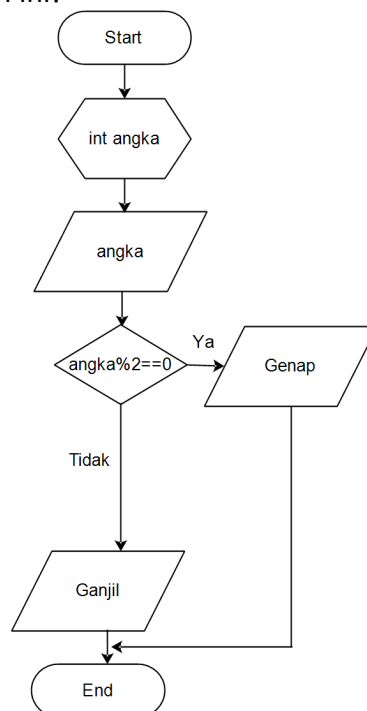 Start
int angka
angka
angka%2==0
Ya
Genap
Tidak
Ganjil
End